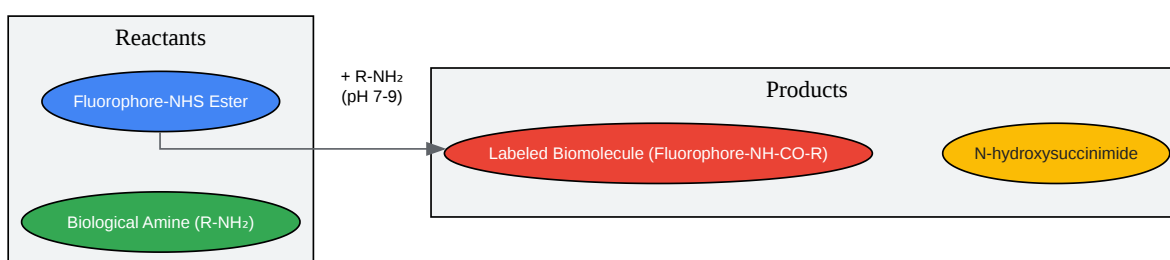 Reactants
Fluorophore-NHS Ester
Biological Amine (R-NH₂)
+ R-NH₂
(pH 7-9)
Products
Labeled Biomolecule (Fluorophore-NH-CO-R)
N-hydroxysuccinimide